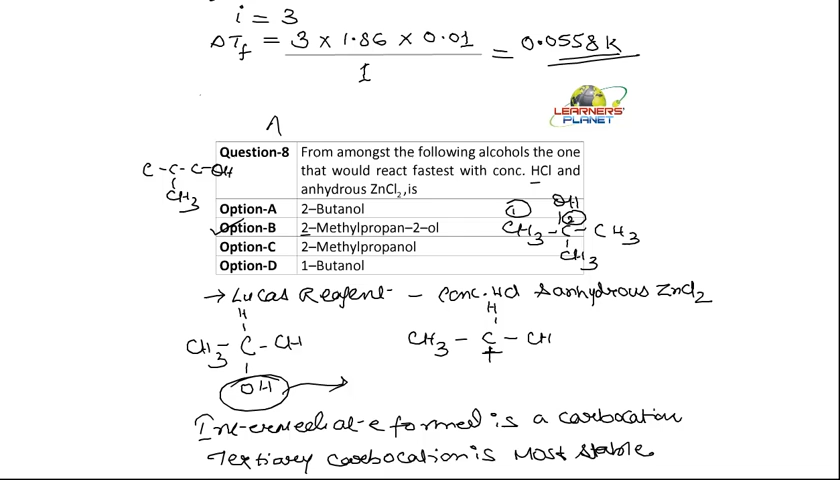 i = 3
ΔTf = 3 × 1.86 × 0.01 / 1 = 0.0558 K
LEARNERS'
PLANET
Question-8 From amongst the following alcohols the one
that would react fastest with conc. HCl and
anhydrous ZnCl2, is
C - C - C - OH
CH3
Option-A 2–Butanol
Option-B 2–Methylpropan–2–ol
Option-C 2–Methylpropanol
Option-D 1–Butanol
1 OH
2
CH3 - C - CH3
CH3
→ Lucas Reagent - Conc. HCl & anhydrous ZnCl2
H H
CH3 - C - CH CH3 - C - CH
OH → +
Intermediate formed is a carbocation
Tertiary carbocation is Most stable